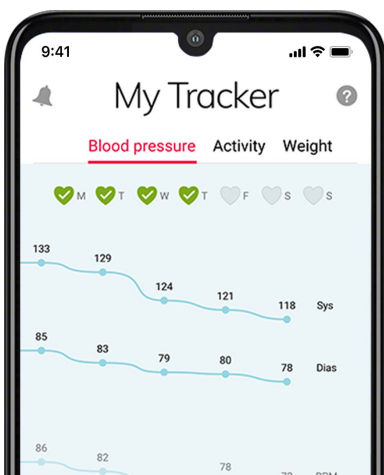 9:41
My Tracker
?
Blood pressure Activity Weight
M T W T F S S
133 129 124 121 118 Sys
85 83 79 80 78 Dias
86 82 78